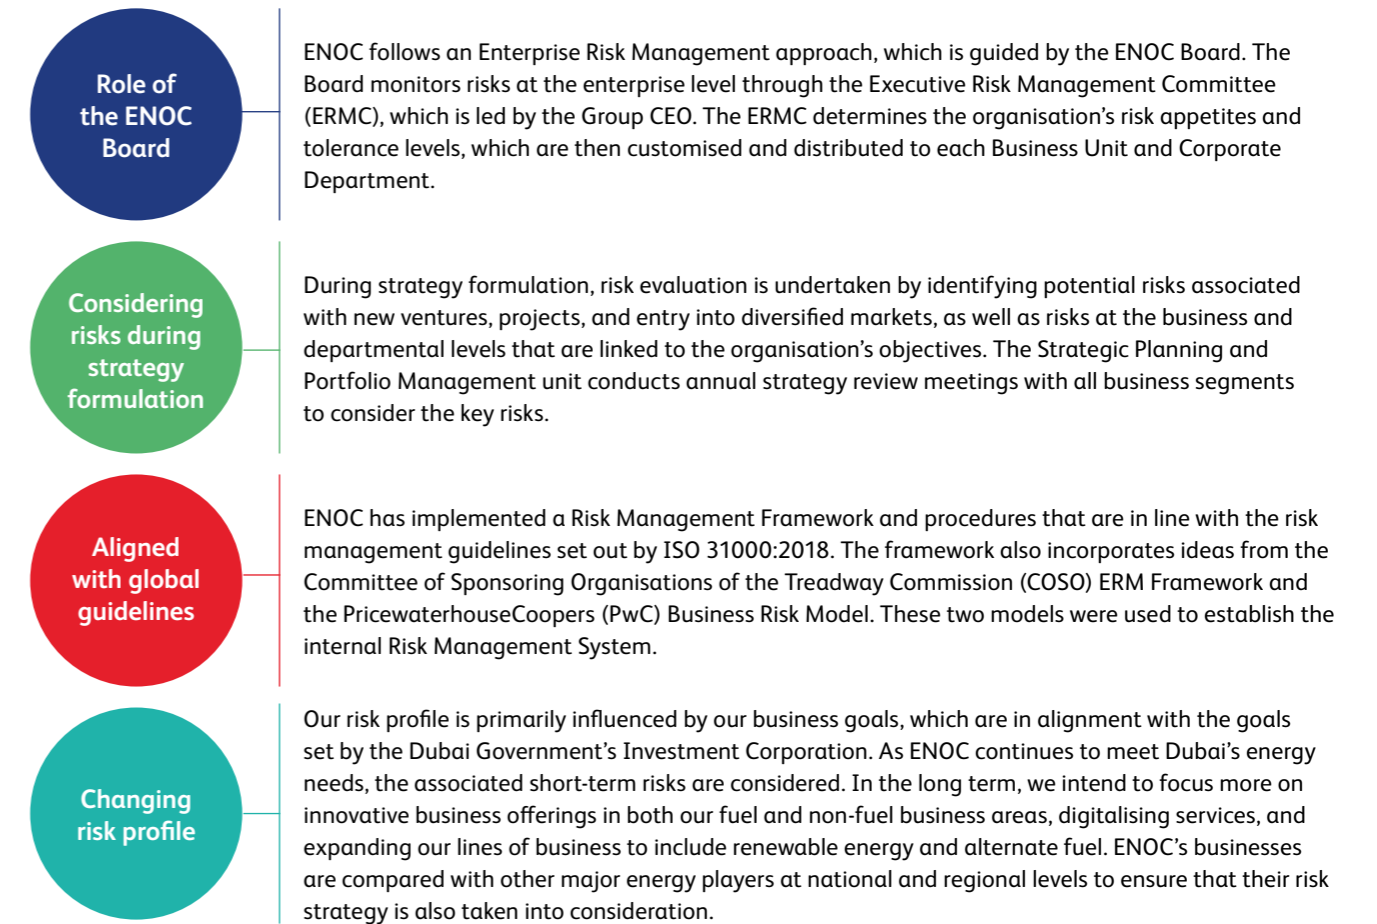 Role of
the ENOC
Board
ENOC follows an Enterprise Risk Management approach, which is guided by the ENOC Board. The
Board monitors risks at the enterprise level through the Executive Risk Management Committee
(ERMC), which is led by the Group CEO. The ERMC determines the organisation’s risk appetites and
tolerance levels, which are then customised and distributed to each Business Unit and Corporate
Department.
Considering
risks during
strategy
formulation
During strategy formulation, risk evaluation is undertaken by identifying potential risks associated
with new ventures, projects, and entry into diversified markets, as well as risks at the business and
departmental levels that are linked to the organisation’s objectives. The Strategic Planning and
Portfolio Management unit conducts annual strategy review meetings with all business segments
to consider the key risks.
Aligned
with global
guidelines
ENOC has implemented a Risk Management Framework and procedures that are in line with the risk
management guidelines set out by ISO 31000:2018. The framework also incorporates ideas from the
Committee of Sponsoring Organisations of the Treadway Commission (COSO) ERM Framework and
the PricewaterhouseCoopers (PwC) Business Risk Model. These two models were used to establish the
internal Risk Management System.
Changing
risk profile
Our risk profile is primarily influenced by our business goals, which are in alignment with the goals
set by the Dubai Government’s Investment Corporation. As ENOC continues to meet Dubai’s energy
needs, the associated short-term risks are considered. In the long term, we intend to focus more on
innovative business offerings in both our fuel and non-fuel business areas, digitalising services, and
expanding our lines of business to include renewable energy and alternate fuel. ENOC’s businesses
are compared with other major energy players at national and regional levels to ensure that their risk
strategy is also taken into consideration.